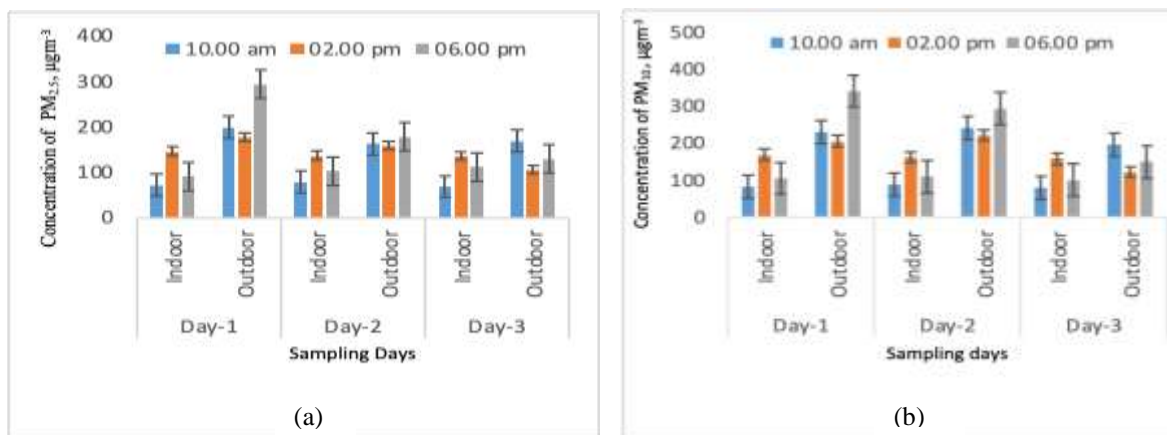 400
300
200
100
0
Concentration of PM₂.₅, µgm⁻³
10.00 am 02.00 pm 06.00 pm
Indoor Outdoor Indoor Outdoor Indoor Outdoor
Day-1 Day-2 Day-3
Sampling Days
(a)
500
400
300
200
100
0
Concentration of PM₁₀, µgm⁻³
10.00 am 02.00 pm 06.00 pm
Indoor Outdoor Indoor Outdoor Indoor Outdoor
Day-1 Day-2 Day-3
Sampling days
(b)